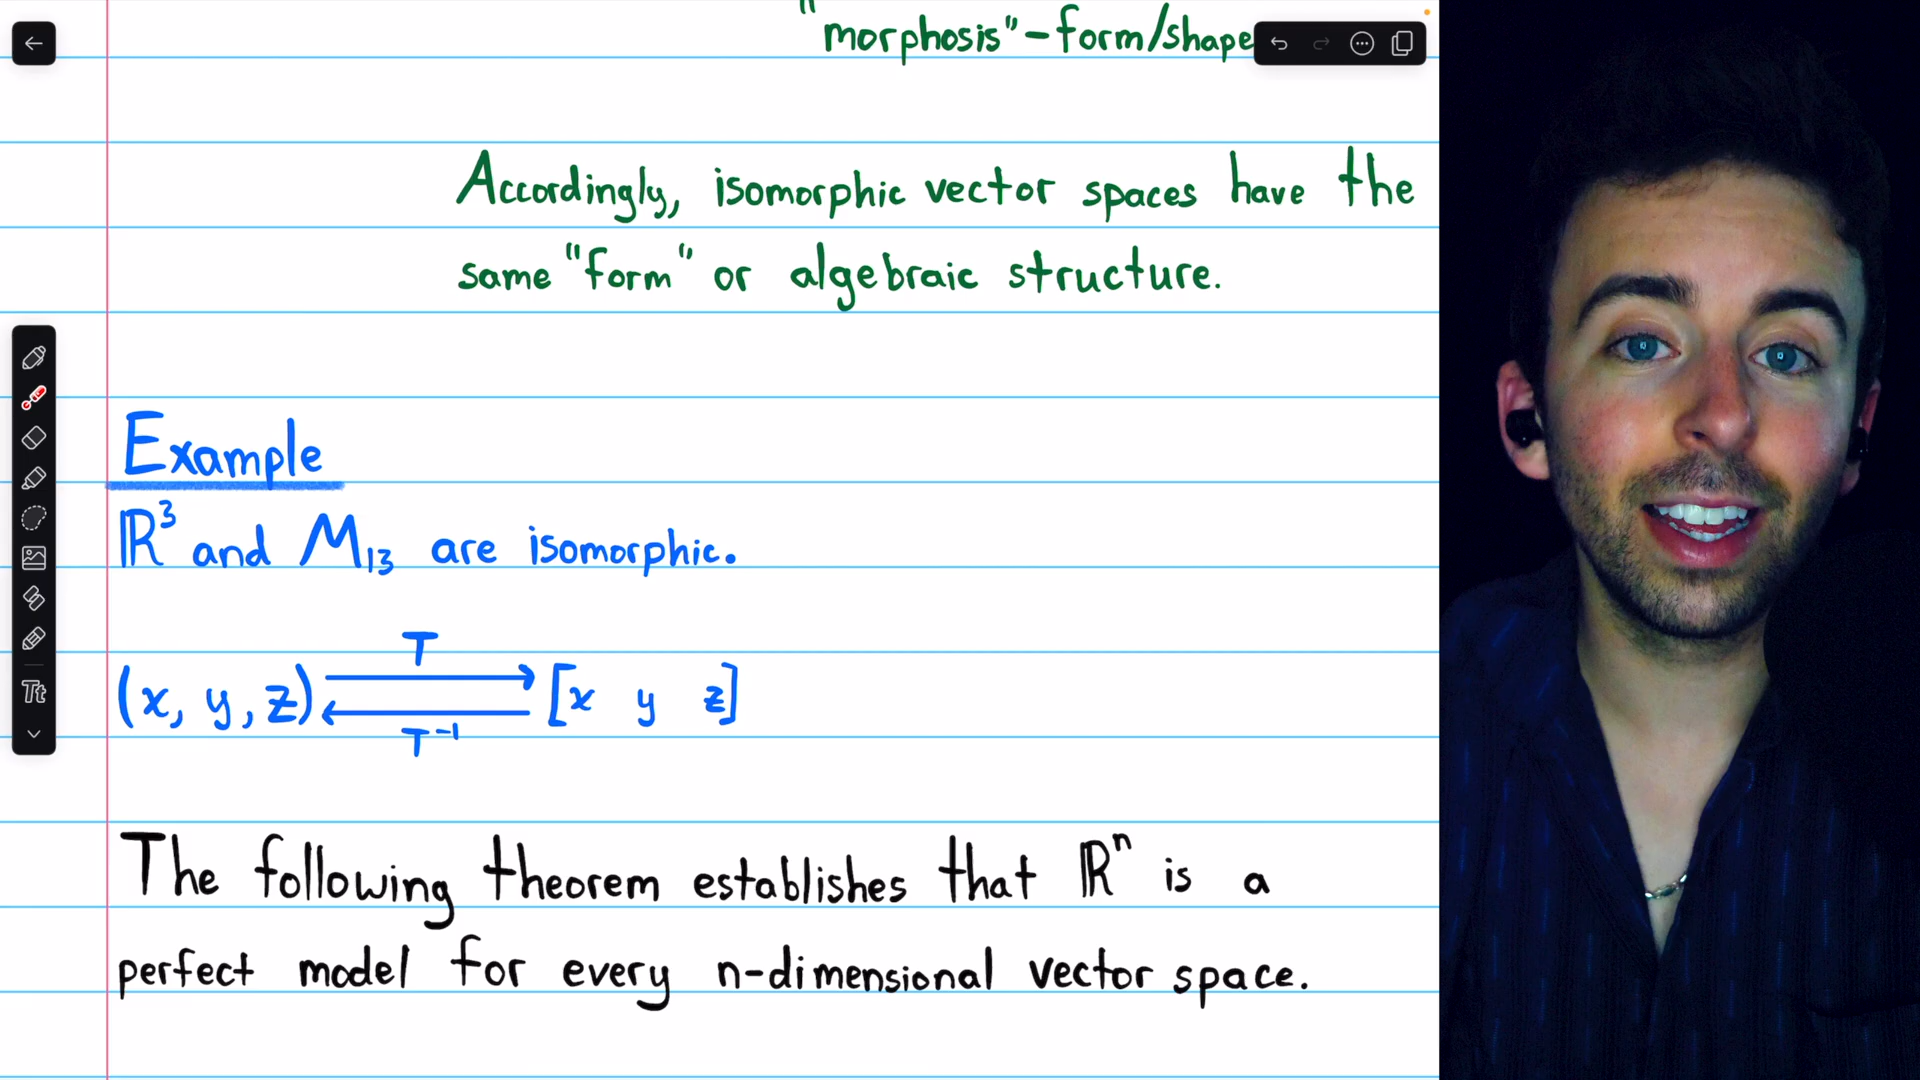 "morphosis"-form/shape
Accordingly, isomorphic vector spaces have the
same "form" or algebraic structure.
Example
ℝ³ and M₁₃ are isomorphic.
T
(x, y, z) [x y z]
T⁻¹
The following theorem establishes that ℝⁿ is a
perfect model for every n-dimensional vector space.
Tt